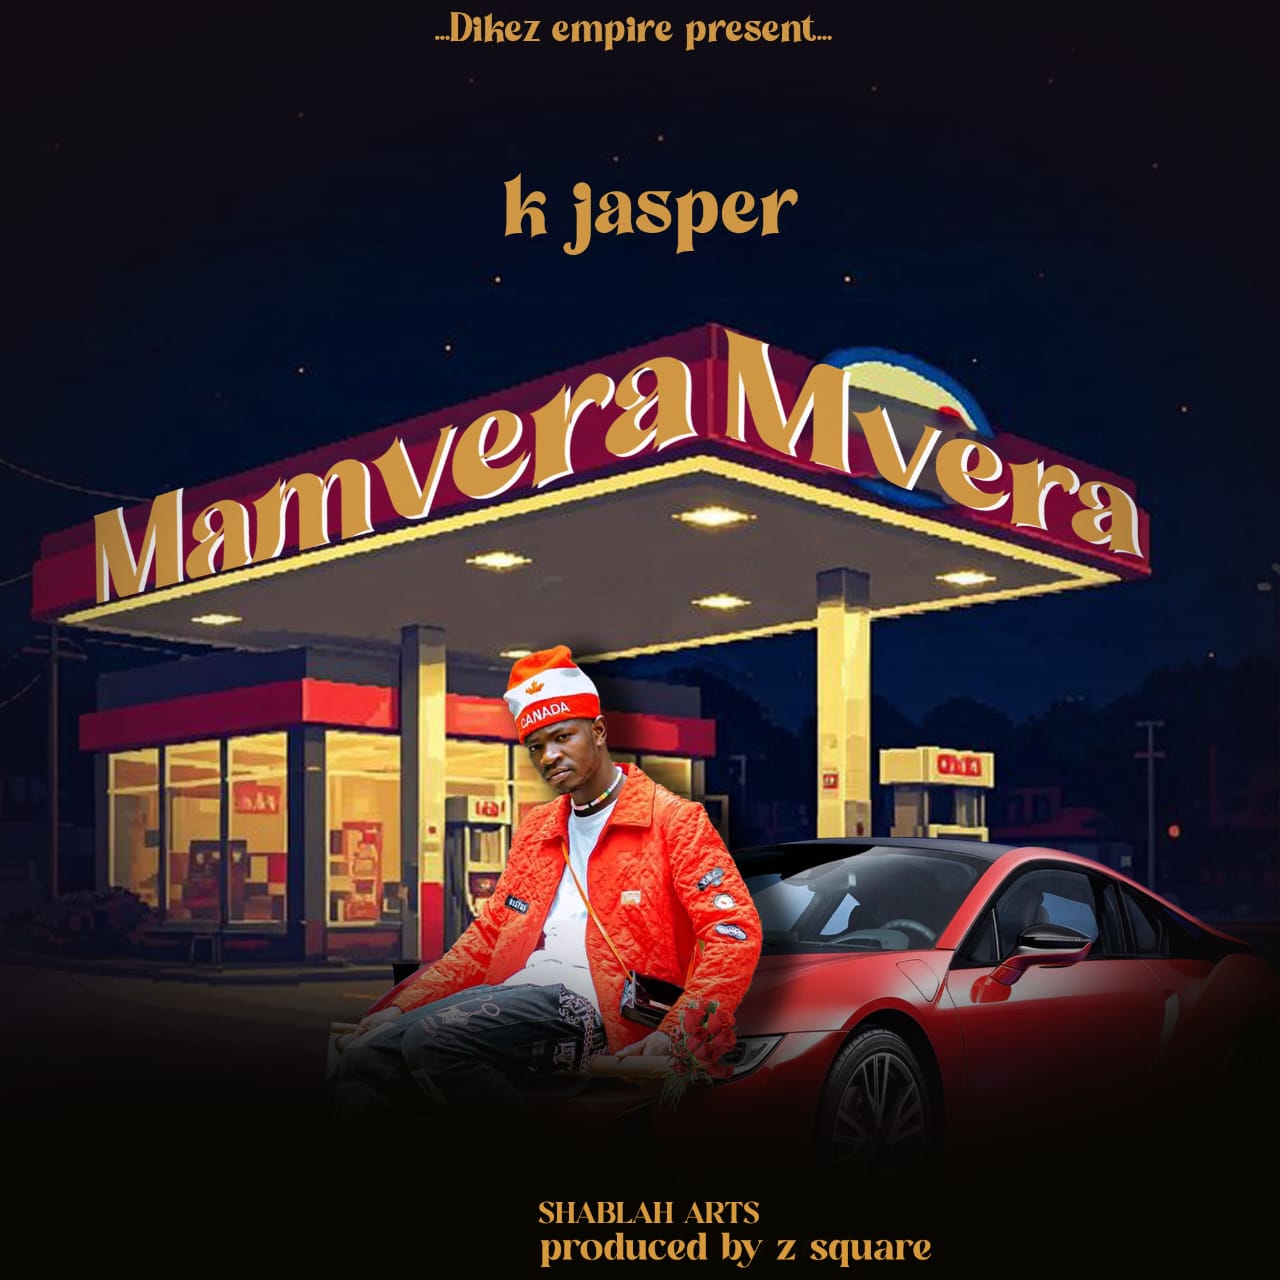 ...Dikez empire present...
k jasper
Mamvera Mvera
CANADA
SHABLAH ARTS
produced by z square